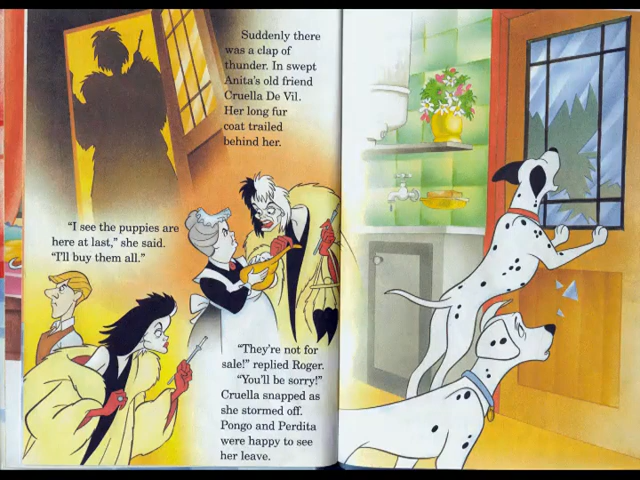 Suddenly there
was a clap of
thunder. In swept
Anita's old friend
Cruella De Vil.
Her long fur
coat trailed
behind her.
"I see the puppies are
here at last," she said.
"I'll buy them all."
"They're not for
sale!" replied Roger.
"You'll be sorry!"
Cruella snapped as
she stormed off.
Pongo and Perdita
were happy to see
her leave.